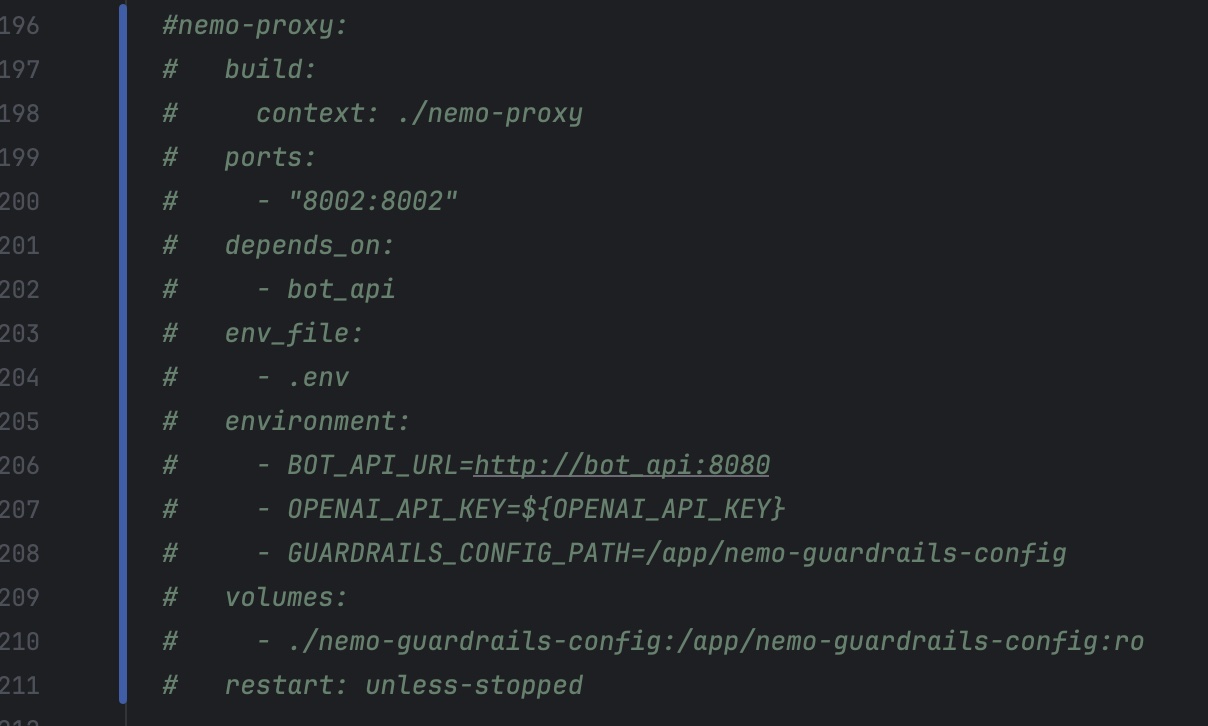 196 #nemo-proxy:
197 #   build:
198 #     context: ./nemo-proxy
199 #   ports:
200 #     - "8002:8002"
201 #   depends_on:
202 #     - bot_api
203 #   env_file:
204 #     - .env
205 #   environment:
206 #     - BOT_API_URL=http://bot_api:8080
207 #     - OPENAI_API_KEY=${OPENAI_API_KEY}
208 #     - GUARDRAILS_CONFIG_PATH=/app/nemo-guardrails-config
209 #   volumes:
210 #     - ./nemo-guardrails-config:/app/nemo-guardrails-config:ro
211 #   restart: unless-stopped